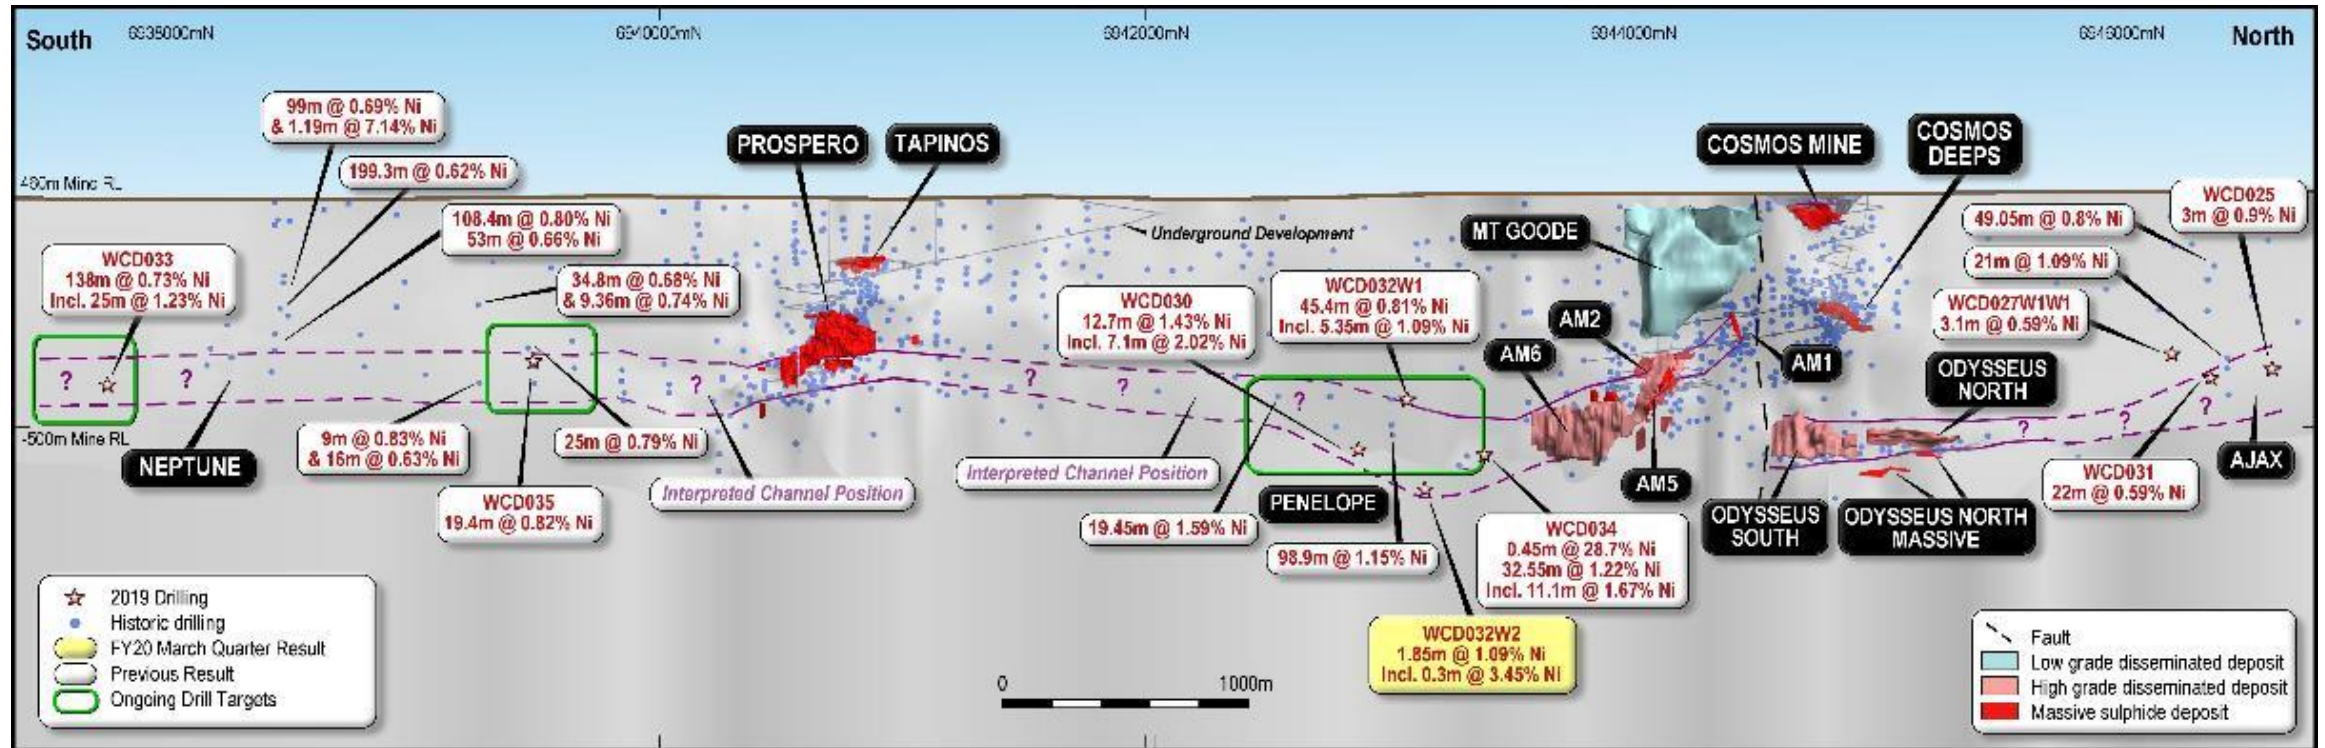 South
6938000mN
6940000mN
6942000mN
6944000mN
6946000mN
North
99m @ 0.69% Ni
& 1.19m @ 7.14% Ni
199.3m @ 0.62% Ni
PROSPERO
TAPINOS
COSMOS MINE
COSMOS
DEEPS
460m Mine RL
WCD025
3m @ 0.9% Ni
108.4m @ 0.80% Ni
53m @ 0.66% Ni
Underground Development
MT GOODE
49.05m @ 0.8% Ni
21m @ 1.09% Ni
WCD033
138m @ 0.73% Ni
Incl. 25m @ 1.23% Ni
34.8m @ 0.68% Ni
& 9.36m @ 0.74% Ni
WCD030
12.7m @ 1.43% Ni
Incl. 7.1m @ 2.02% Ni
WCD032W1
45.4m @ 0.81% Ni
Incl. 5.35m @ 1.09% Ni
WCD027W1W1
3.1m @ 0.59% Ni
AM2
AM6
AM1
ODYSSEUS
NORTH
?
?
?
?
?
?
?
?
-500m Mine RL
NEPTUNE
9m @ 0.83% Ni
& 16m @ 0.63% Ni
25m @ 0.79% Ni
WCD035
19.4m @ 0.82% Ni
Interpreted Channel Position
Interpreted Channel Position
PENELOPE
19.45m @ 1.59% Ni
98.9m @ 1.15% Ni
AM5
WCD034
0.45m @ 28.7% Ni
32.55m @ 1.22% Ni
Incl. 11.1m @ 1.67% Ni
ODYSSEUS
SOUTH
ODYSSEUS NORTH
MASSIVE
WCD031
22m @ 0.59% Ni
AJAX
WCD032W2
1.85m @ 1.09% Ni
Incl. 0.3m @ 3.45% Ni
2019 Drilling
Historic drilling
FY20 March Quarter Result
Previous Result
Ongoing Drill Targets
0
1000m
Fault
Low grade disseminated deposit
High grade disseminated deposit
Massive sulphide deposit